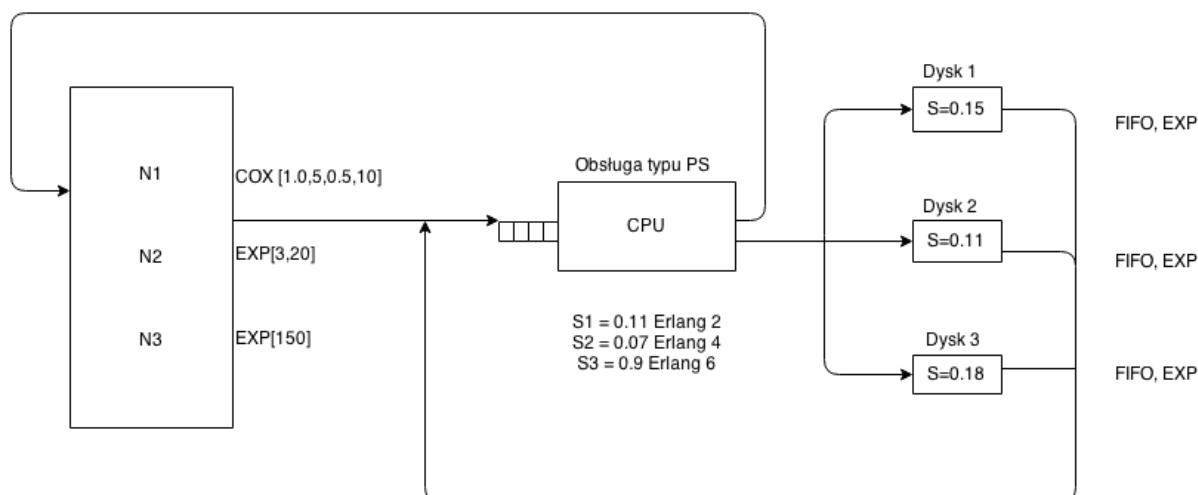 N1
N2
N3
COX [1.0,5,0.5,10]
EXP[3,20]
EXP[150]
Obsługa typu PS
CPU
S1 = 0.11 Erlang 2
S2 = 0.07 Erlang 4
S3 = 0.9 Erlang 6
Dysk 1
S=0.15
FIFO, EXP
Dysk 2
S=0.11
FIFO, EXP
Dysk 3
S=0.18
FIFO, EXP